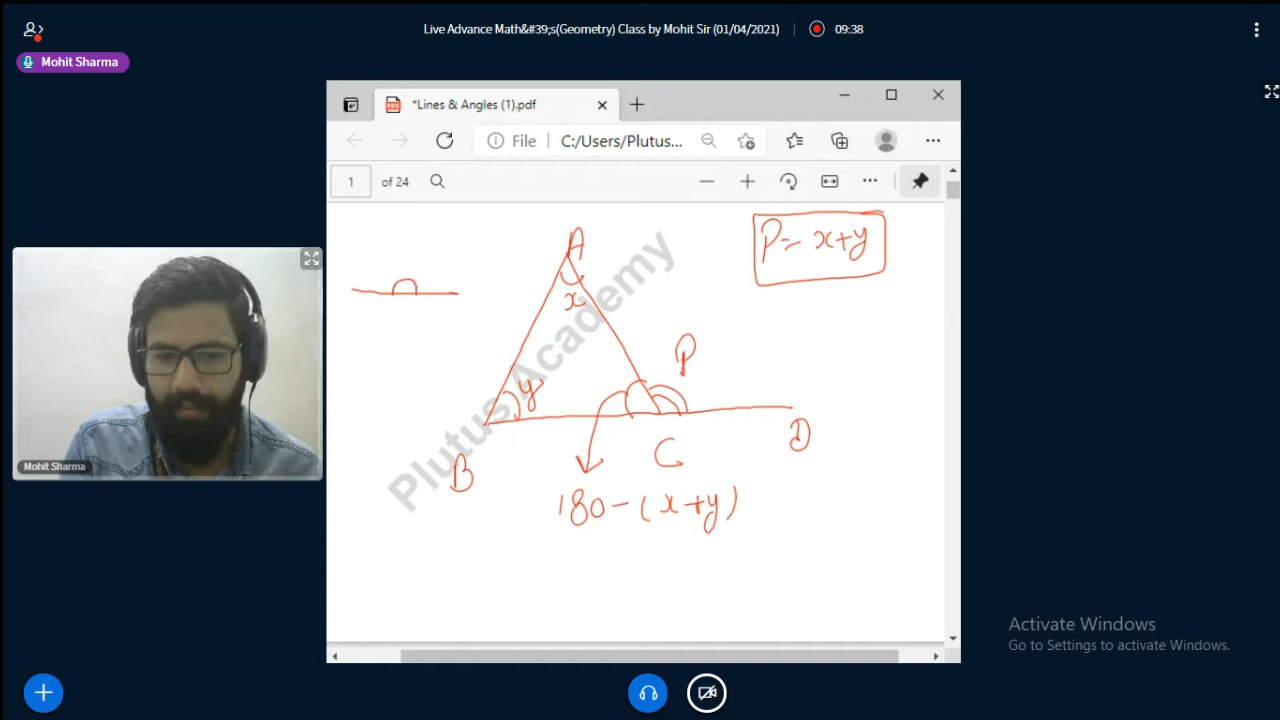 Live Advance Math&#39;s(Geometry) Class by Mohit Sir (01/04/2021)
09:38
Mohit Sharma
*Lines & Angles (1).pdf
File
C:/Users/Plutus...
1
of 24
P= x+y
A
x
P
y
Plutus Academy
B
C
D
180-(x+y)
Mohit Sharma
Activate Windows
Go to Settings to activate Windows.